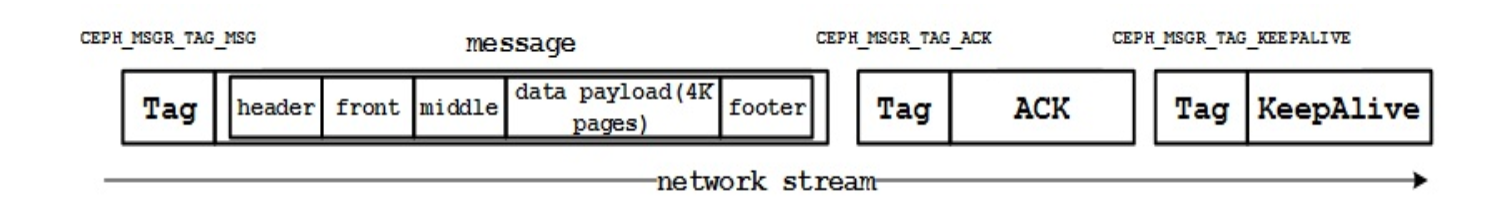 CEPH_MSGR_TAG_MSG
message
CEPH_MSGR_TAG_ACK
CEPH_MSGR_TAG_KEEPALIVE
Tag
header
front
middle
data payload(4K
pages)
footer
Tag
ACK
Tag
KeepAlive
network stream